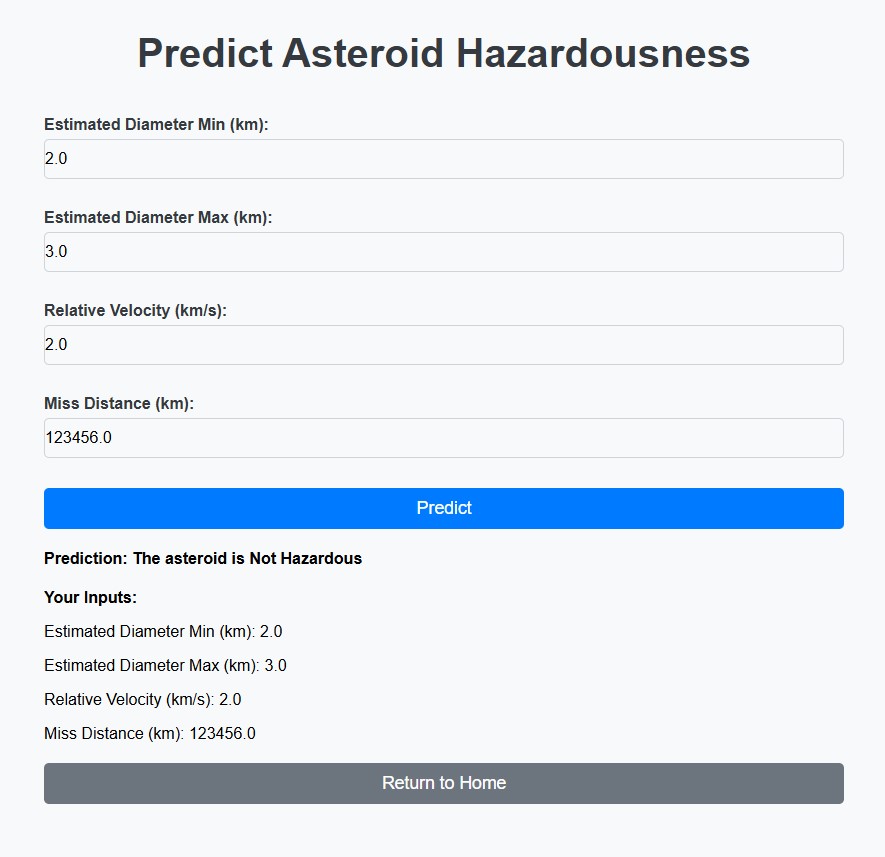 Predict Asteroid Hazardousness
Estimated Diameter Min (km):
2.0
Estimated Diameter Max (km):
3.0
Relative Velocity (km/s):
2.0
Miss Distance (km):
123456.0
Predict
Prediction: The asteroid is Not Hazardous
Your Inputs:
Estimated Diameter Min (km): 2.0
Estimated Diameter Max (km): 3.0
Relative Velocity (km/s): 2.0
Miss Distance (km): 123456.0
Return to Home